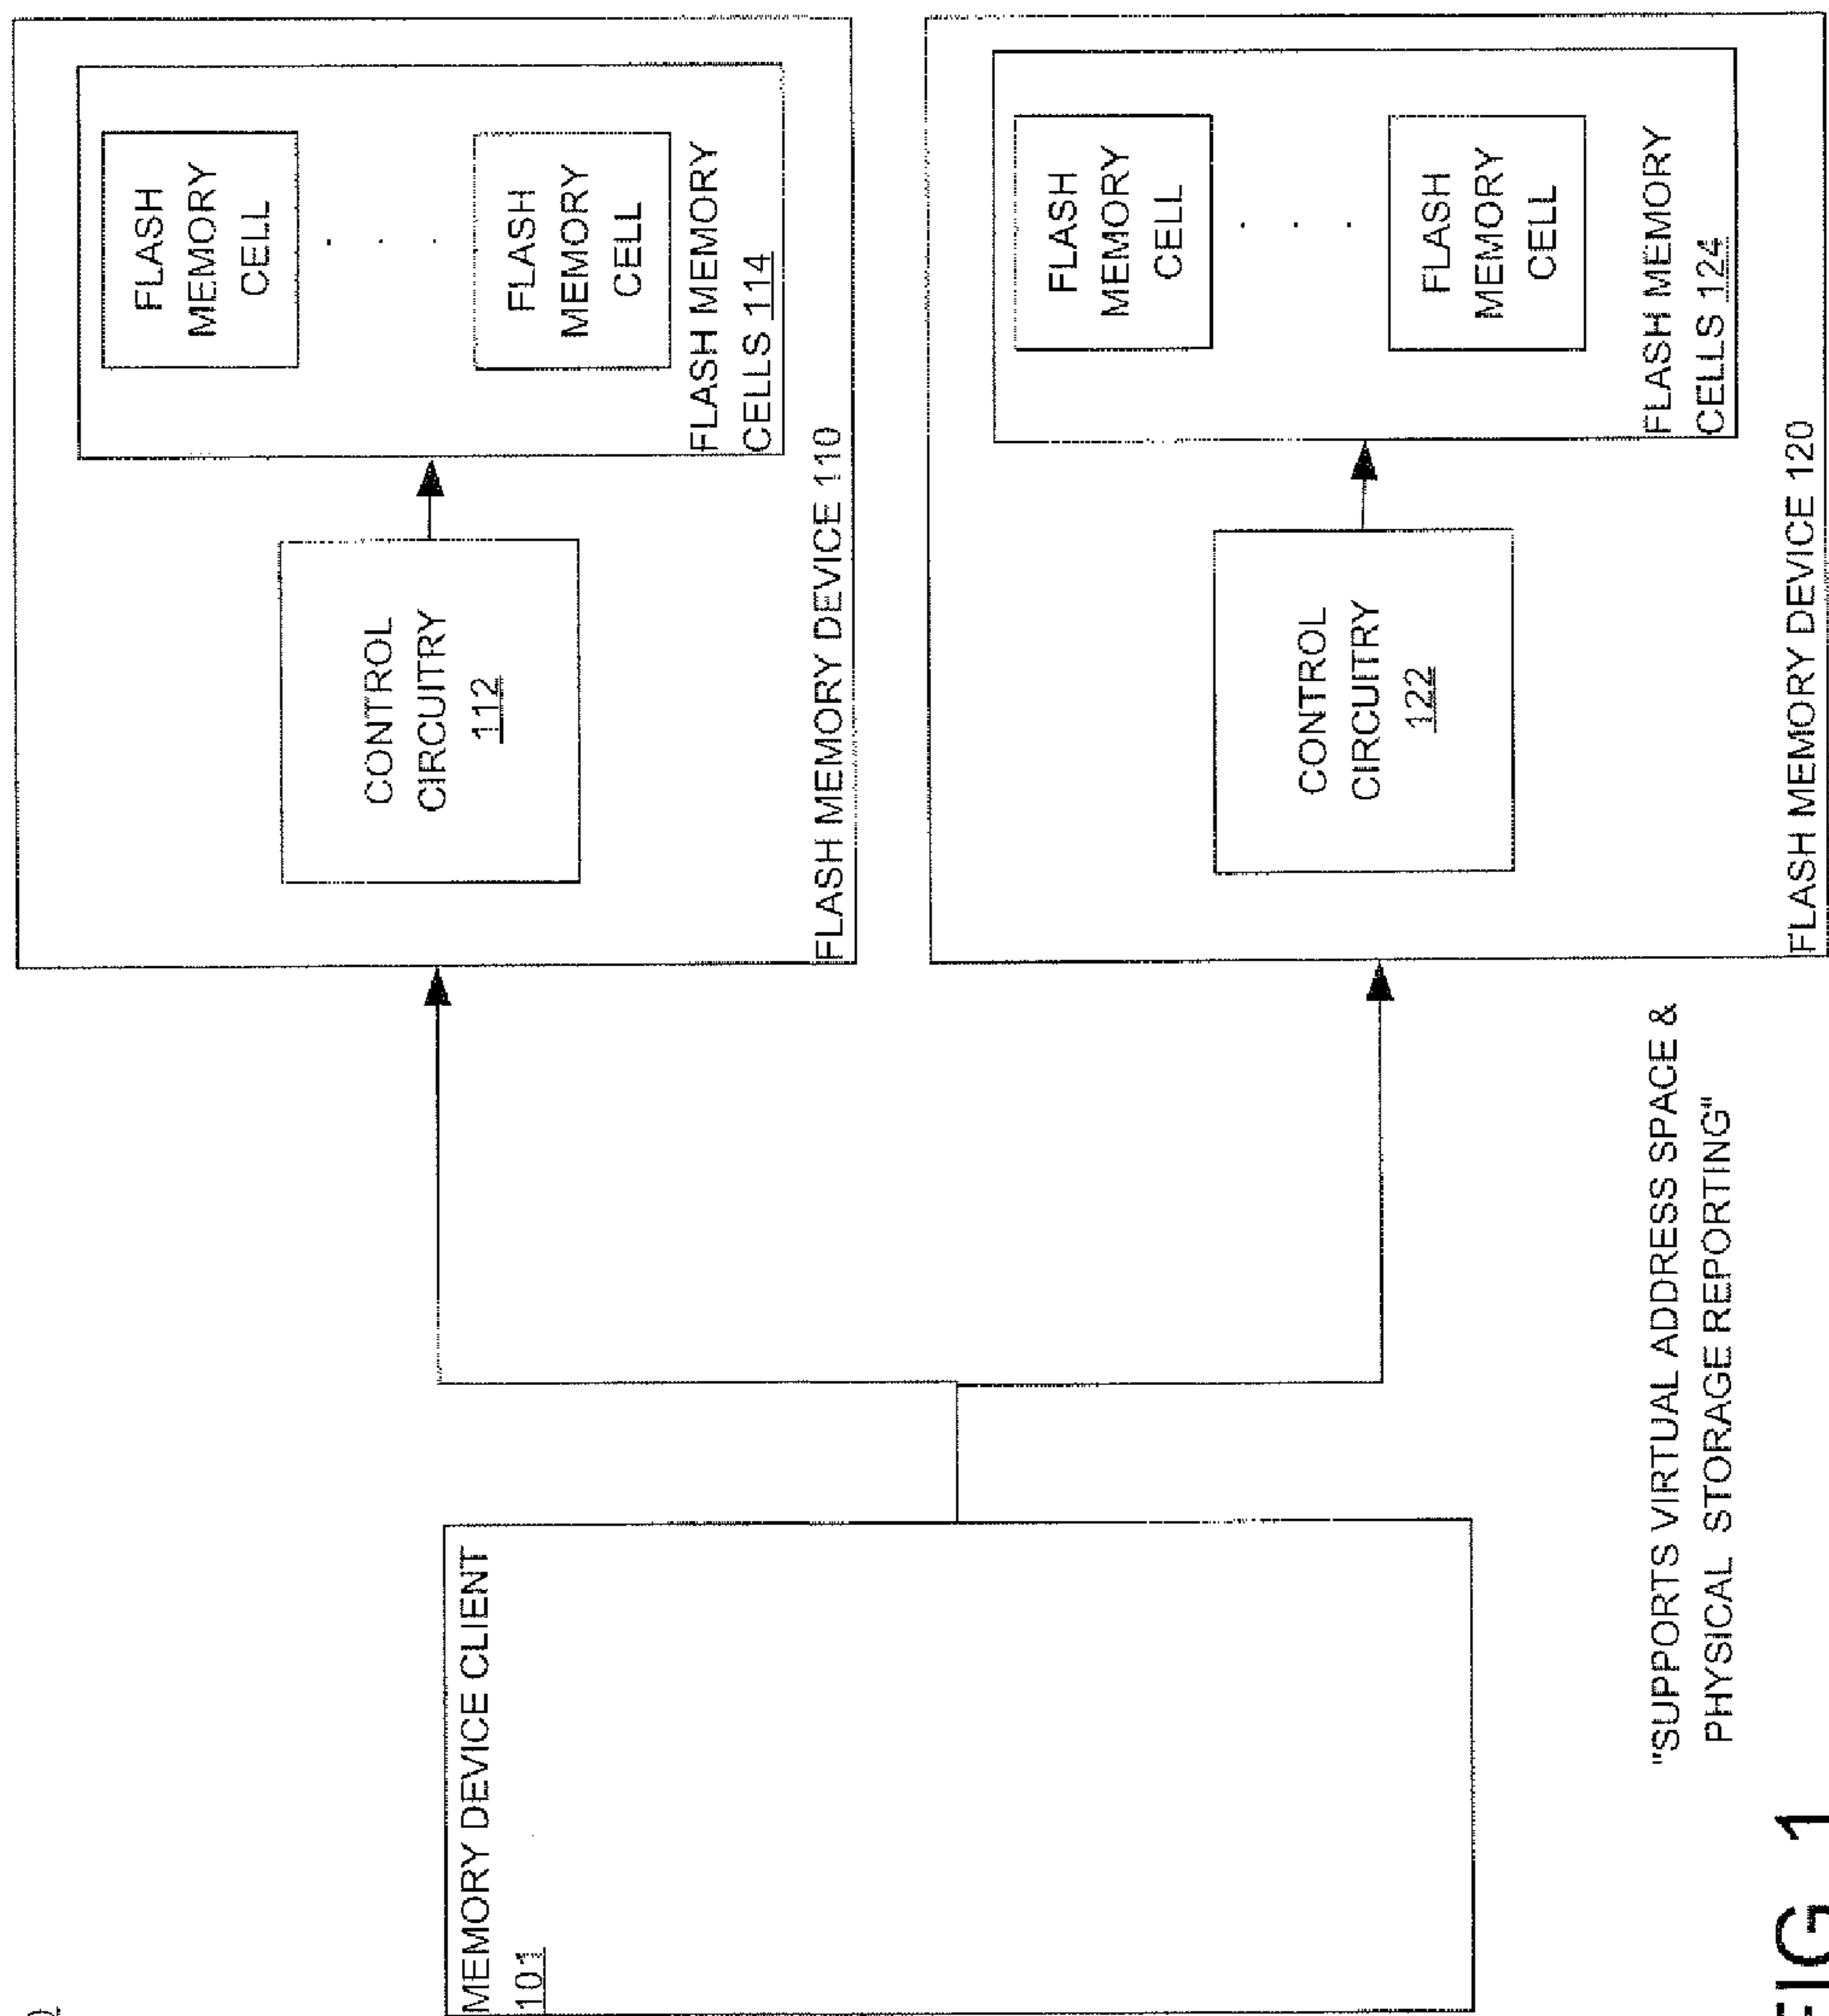 MEMORY DEVICE CLIENT
101
FLASH
MEMORY
CELL
. . .
FLASH
MEMORY
CELL
FLASH MEMORY
CELLS 114
CONTROL
CIRCUITRY
112
FLASH MEMORY DEVICE 110
FLASH
MEMORY
CELL
. . .
FLASH
MEMORY
CELL
FLASH MEMORY
CELLS 124
CONTROL
CIRCUITRY
122
FLASH MEMORY DEVICE 120
"SUPPORTS VIRTUAL ADDRESS SPACE &
PHYSICAL STORAGE REPORTING"
FIG 1